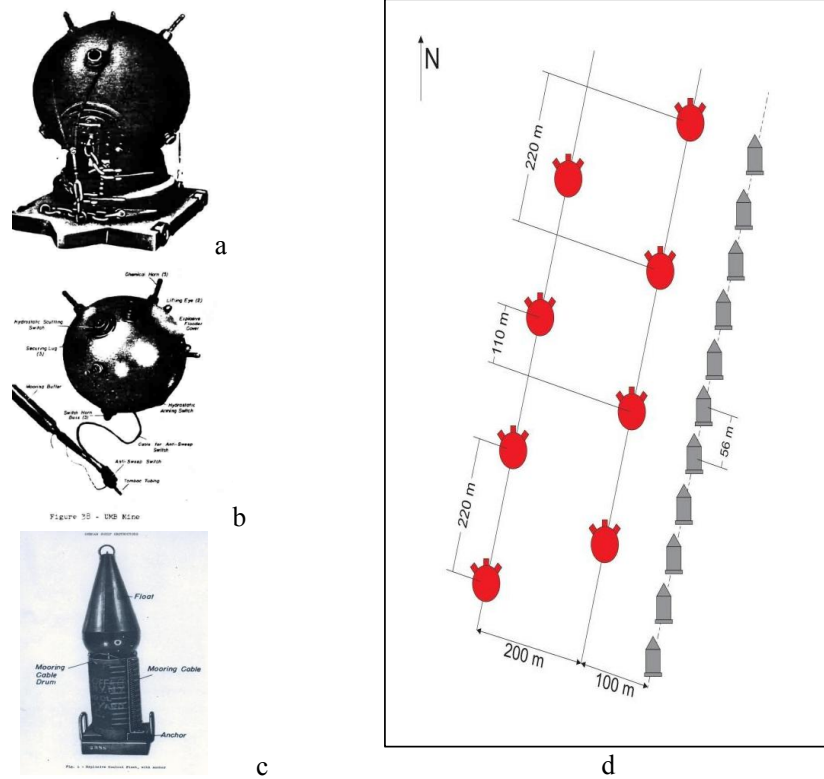 a
Chemical Horn (5)
Lifting Eye (2)
Hydrostatic Scuttling
Switch
Explosive
Flooder
Cover
Securing Lug
(3)
Mooring Buffer
Hydrostatic
Arming Switch
Switch Horn
Boss (3)
Cable for Anti-Sweep
Switch
Anti-Sweep Switch
Tombac Tubing
Figure 38 - UMB Mine
b
Float
Mooring
Cable
Drum
Mooring Cable
Anchor
c
N
220 m
110 m
220 m
56 m
200 m
100 m
d